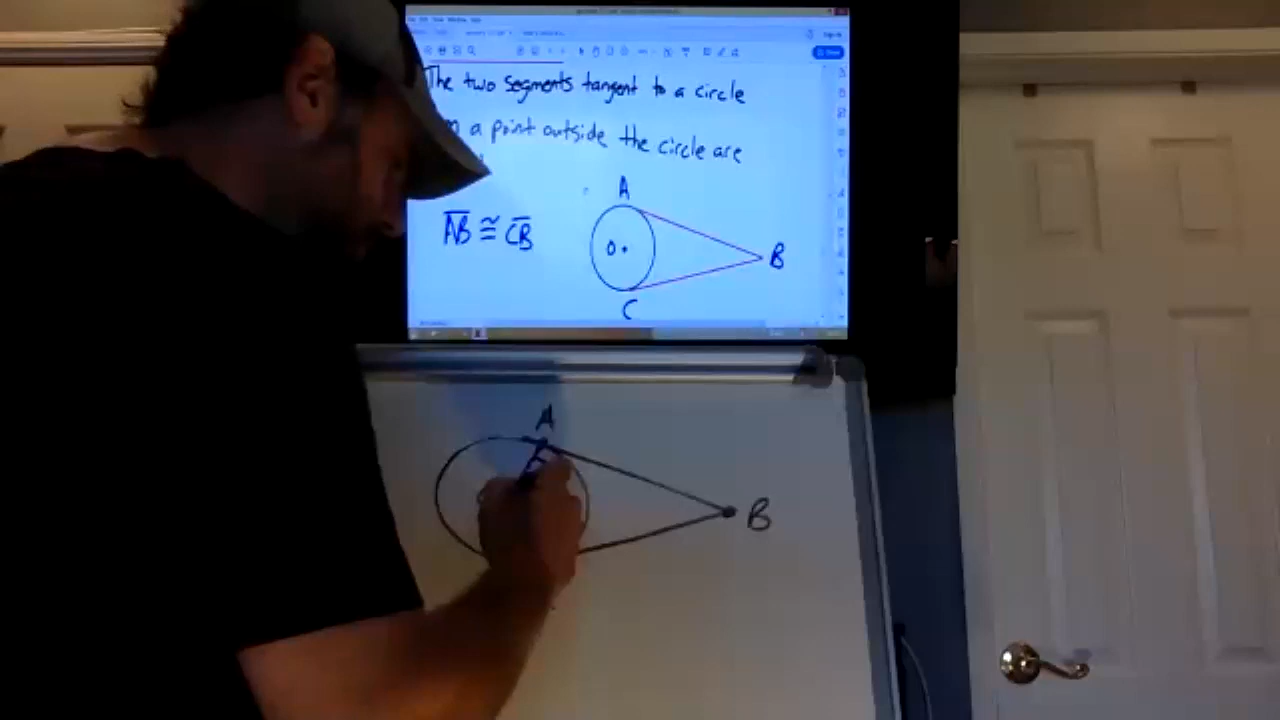 The two segments tangent to a circle
a point outside the circle are
A
AB ≅ CB
O
B
C
A
B